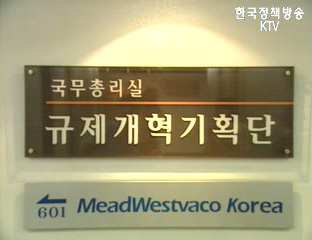 한국정책방송
KTV
국무총리실
규제개혁기획단
601 MeadWestvaco Korea